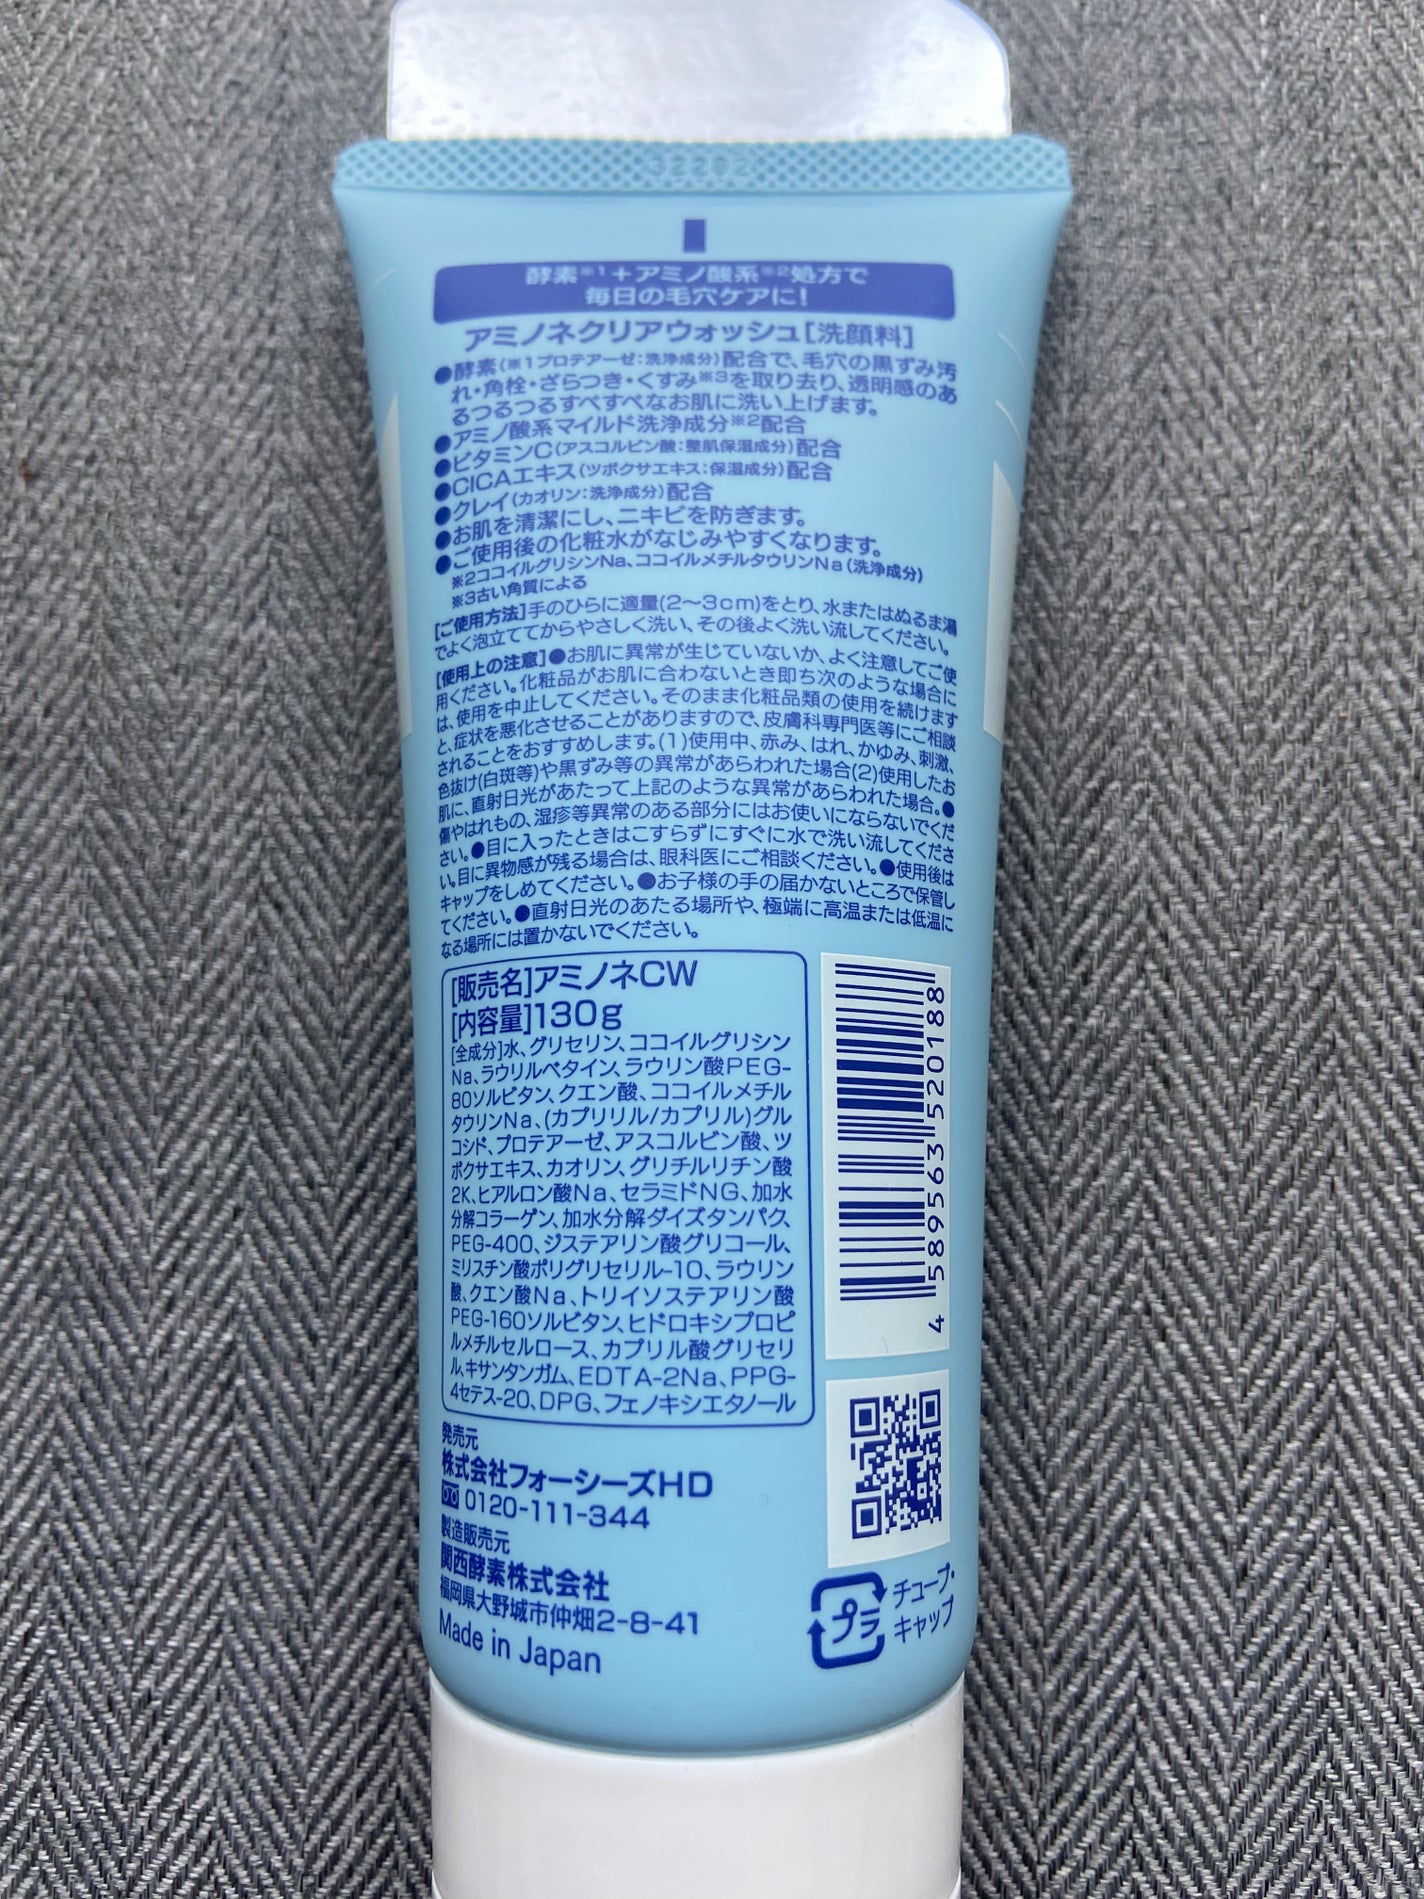 酵素※1＋アミノ酸系※2処方で
毎日の毛穴ケアに!
アミノネクリアウォッシュ[洗顔料]
●酵素(※1プロテアーゼ:洗浄成分)配合で、毛穴の黒ずみ汚
れ・角栓・ざらつき・くすみ※3を取り去り、透明感のあ
るつるつるすべすべなお肌に洗い上げます。
●アミノ酸系マイルド洗浄成分※2配合
●ビタミンC(アスコルビン酸:整肌保湿成分)配合
●CICAエキス(ツボクサエキス:保湿成分)配合
●クレイ(カオリン:洗浄成分)配合
●お肌を清潔にし、ニキビを防ぎます。
●ご使用後の化粧水がなじみやすくなります。
※2ココイルグリシンNa、ココイルメチルタウリンNa(洗浄成分)
※3古い角質による
[ご使用方法]手のひらに適量(2～3cm)をとり、水またはぬるま湯
でよく泡立ててからやさしく洗い、その後よく洗い流してください。
[使用上の注意]●お肌に異常が生じていないか、よく注意してご使
用ください。化粧品がお肌に合わないとき即ち次のような場合に
は、使用を中止してください。そのまま化粧品類の使用を続けます
と、症状を悪化させることがありますので、皮膚科専門医等にご相談
されることをおすすめします。(1)使用中、赤み、はれ、かゆみ、刺激、
色抜け(白斑等)や黒ずみ等の異常があらわれた場合(2)使用したお
肌に、直射日光があたって上記のような異常があらわれた場合。●
傷やはれもの、湿疹等異常のある部分にはお使いにならないでくだ
さい。●目に入ったときはこすらずにすぐに水で洗い流してくださ
い。目に異物感が残る場合は、眼科医にご相談ください。●使用後は
キャップをしめてください。●お子様の手の届かないところで保管し
てください。●直射日光のあたる場所や、極端に高温または低温に
なる場所には置かないでください。
[販売名]アミノネCW
[内容量]130g
[全成分]水、グリセリン、ココイルグリシン
Na、ラウリルベタイン、ラウリン酸PEG-
80ソルビタン、クエン酸、ココイルメチル
タウリンNa、(カプリリル/カプリル)グル
コシド、プロテアーゼ、アスコルビン酸、ツ
ボクサエキス、カオリン、グリチルリチン酸
2K、ヒアルロン酸Na、セラミドNG、加水
分解コラーゲン、加水分解ダイズタンパク、
PEG-400、ジステアリン酸グリコール、
ミリスチン酸ポリグリセリル-10、ラウリン
酸、クエン酸Na、トリイソステアリン酸
PEG-160ソルビタン、ヒドロキシプロピ
ルメチルセルロース、カプリル酸グリセリ
ル、キサンタンガム、EDTA-2Na、PPG-
4セテス-20、DPG、フェノキシエタノール
4 589563 520188
発売元
株式会社フォーシーズHD
0120-111-344
製造販売元
関西酵素株式会社
福岡県大野城市仲畑2-8-41
Made in Japan
プラ
チューブ・
キャップ